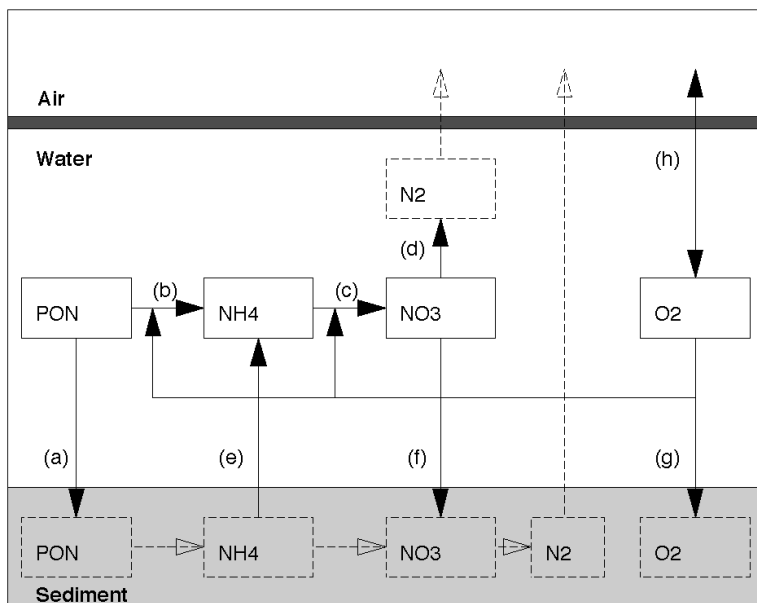 Air
Water
(h)
N2
(d)
(b)
(c)
PON
NH4
NO3
O2
(a)
(e)
(f)
(g)
PON
NH4
NO3
N2
O2
Sediment